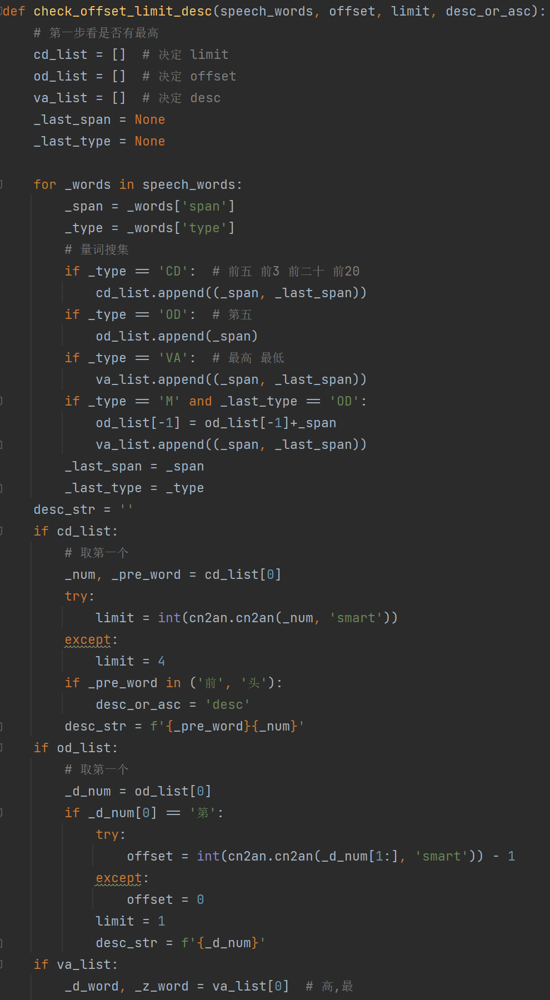 def check_offset_limit_desc(speech_words, offset, limit, desc_or_asc):
    # 第一步看是否有最高
    cd_list = []  # 决定 limit
    od_list = []  # 决定 offset
    va_list = []  # 决定 desc
    _last_span = None
    _last_type = None

    for _words in speech_words:
        _span = _words['span']
        _type = _words['type']
        # 量词搜集
        if _type == 'CD':  # 前五 前3 前二十 前20
            cd_list.append((_span, _last_span))
        if _type == 'OD':  # 第五
            od_list.append(_span)
        if _type == 'VA':  # 最高 最低
            va_list.append((_span, _last_span))
        if _type == 'M' and _last_type == 'OD':
            od_list[-1] = od_list[-1]+_span
            va_list.append((_span, _last_span))
        _last_span = _span
        _last_type = _type
    desc_str = ''
    if cd_list:
        # 取第一个
        _num, _pre_word = cd_list[0]
        try:
            limit = int(cn2an.cn2an(_num, 'smart'))
        except:
            limit = 4
        if _pre_word in ('前', '头'):
            desc_or_asc = 'desc'
        desc_str = f'{_pre_word}{_num}'
    if od_list:
        # 取第一个
        _d_num = od_list[0]
        if _d_num[0] == '第':
            try:
                offset = int(cn2an.cn2an(_d_num[1:], 'smart')) - 1
            except:
                offset = 0
            limit = 1
            desc_str = f'{_d_num}'
    if va_list:
        _d_word, _z_word = va_list[0]  # 高,最